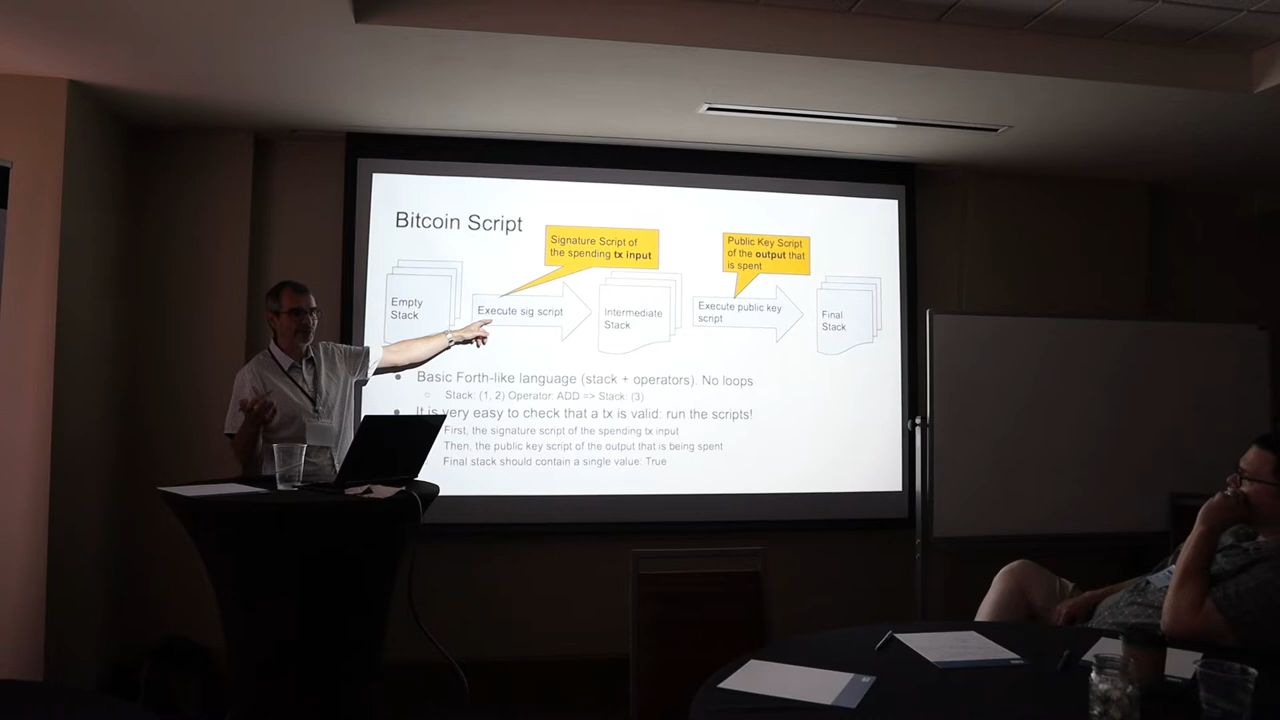 Bitcoin Script
Signature Script of
the spending tx input
Public Key Script
of the output that
is spent
Empty
Stack
Execute sig script
Intermediate
Stack
Execute public key
script
Final
Stack
Basic Forth-like language (stack + operators). No loops
Stack: (1, 2) Operator: ADD => Stack: (3)
It is very easy to check that a tx is valid: run the scripts!
First, the signature script of the spending tx input
Then, the public key script of the output that is being spent
Final stack should contain a single value: True